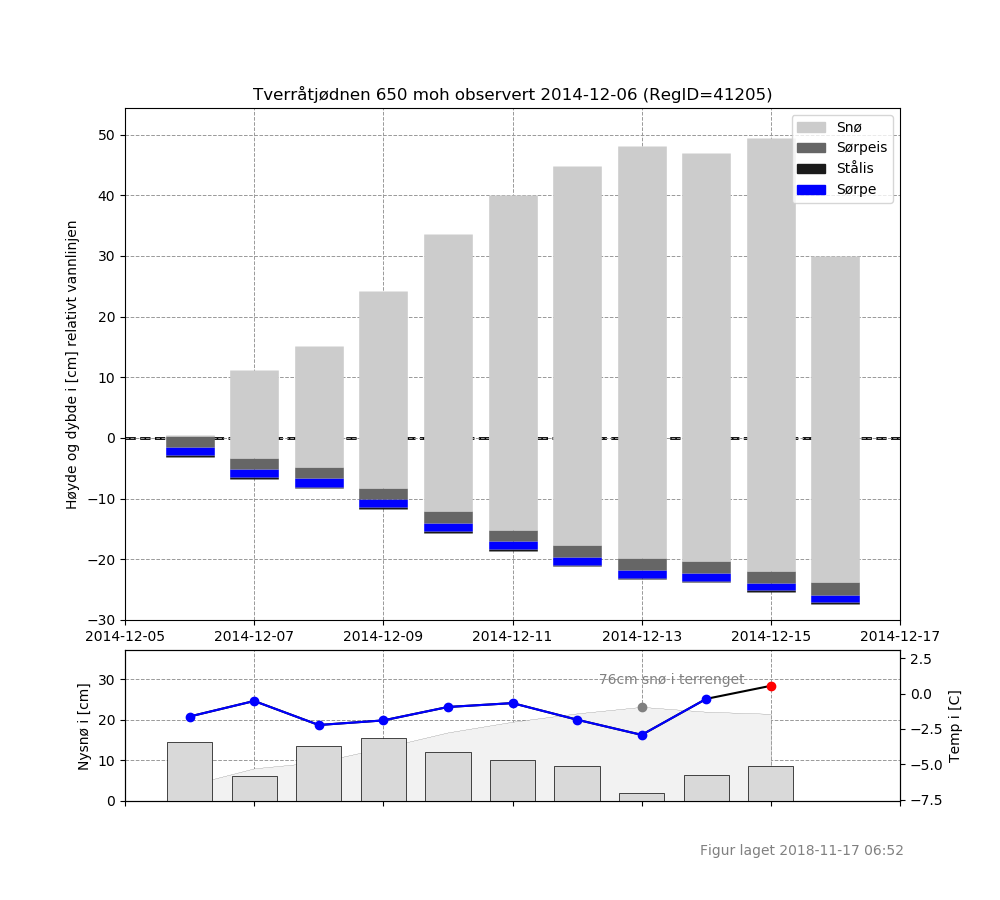 Tverråtjødnen 650 moh observert 2014-12-06 (RegID=41205)
Høyde og dybde i [cm] relativt vannlinjen
50
40
30
20
10
0
−10
−20
−30
Snø
Sørpeis
Stålis
Sørpe
2014-12-05 2014-12-07 2014-12-09 2014-12-11 2014-12-13 2014-12-15 2014-12-17
Nysnø i [cm]
30
20
10
0
76cm snø i terrenget
2.5
0.0
−2.5
−5.0
−7.5
Temp i [C]
Figur laget 2018-11-17 06:52